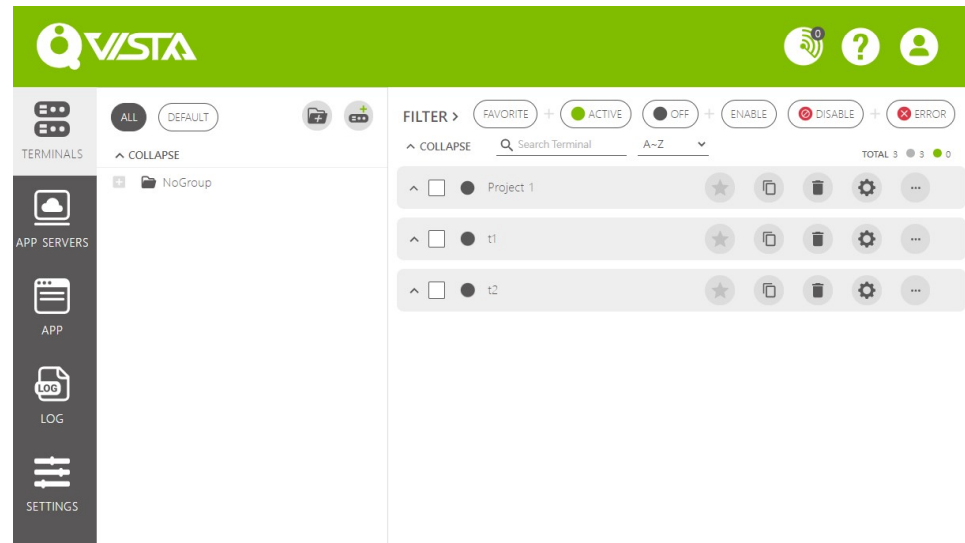 QVISTA
0
TERMINALS
APP SERVERS
APP
LOG
LOG
SETTINGS
ALL DEFAULT
COLLAPSE
NoGroup
FILTER > FAVORITE + ACTIVE OFF + ENABLE DISABLE + ERROR
COLLAPSE Search Terminal A~Z TOTAL 3 3 0
Project 1
t1
t2